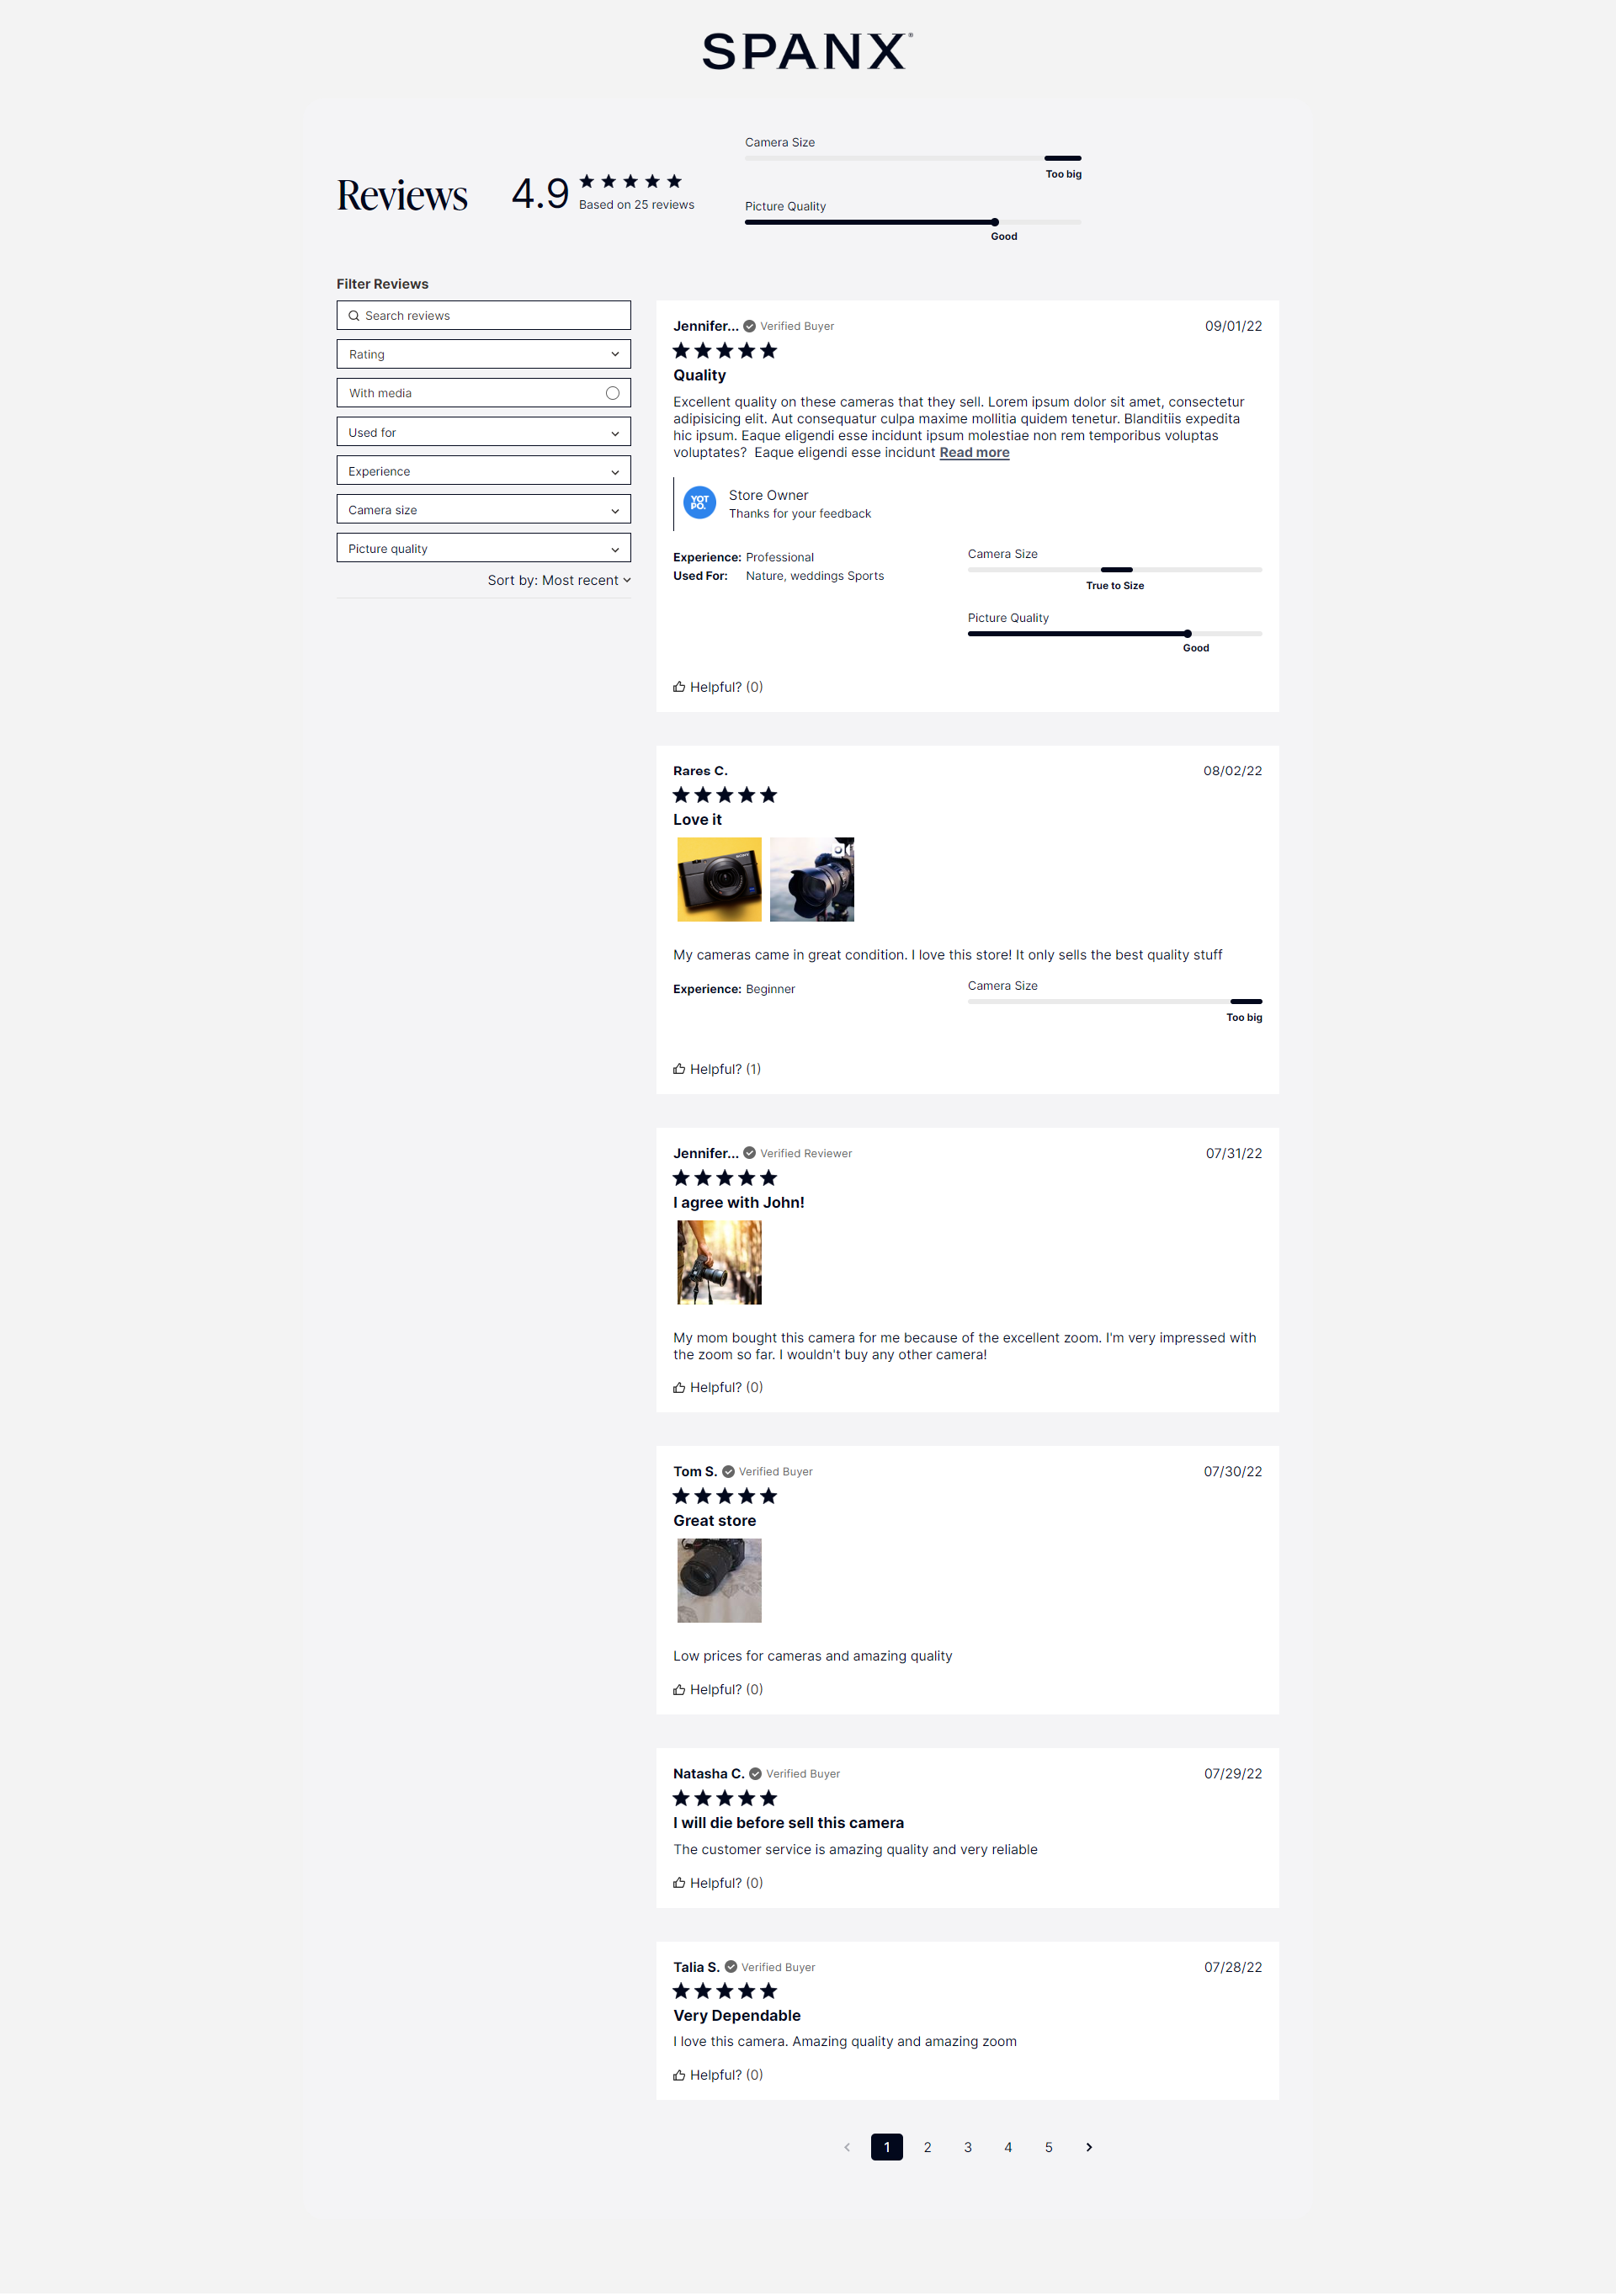 SPANX®
Camera Size
Too big
Reviews
4.9
Based on 25 reviews
Picture Quality
Good
Filter Reviews
Search reviews
Rating
With media
Used for
Experience
Camera size
Picture quality
Sort by: Most recent
Jennifer... Verified Buyer 09/01/22
Quality
Excellent quality on these cameras that they sell. Lorem ipsum dolor sit amet, consectetur
adipisicing elit. Aut consequatur culpa maxime mollitia quidem tenetur. Blanditiis expedita
hic ipsum. Eaque eligendi esse incidunt ipsum molestiae non rem temporibus voluptas
voluptates?  Eaque eligendi esse incidunt Read more
YOT
PO.
Store Owner
Thanks for your feedback
Experience: Professional
Used For: Nature, weddings Sports
Camera Size
True to Size
Picture Quality
Good
Helpful? (0)
Rares C. 08/02/22
Love it
SONY
My cameras came in great condition. I love this store! It only sells the best quality stuff
Experience: Beginner
Camera Size
Too big
Helpful? (1)
Jennifer... Verified Reviewer 07/31/22
I agree with John!
My mom bought this camera for me because of the excellent zoom. I'm very impressed with
the zoom so far. I wouldn't buy any other camera!
Helpful? (0)
Tom S. Verified Buyer 07/30/22
Great store
Low prices for cameras and amazing quality
Helpful? (0)
Natasha C. Verified Buyer 07/29/22
I will die before sell this camera
The customer service is amazing quality and very reliable
Helpful? (0)
Talia S. Verified Buyer 07/28/22
Very Dependable
I love this camera. Amazing quality and amazing zoom
Helpful? (0)
1 2 3 4 5